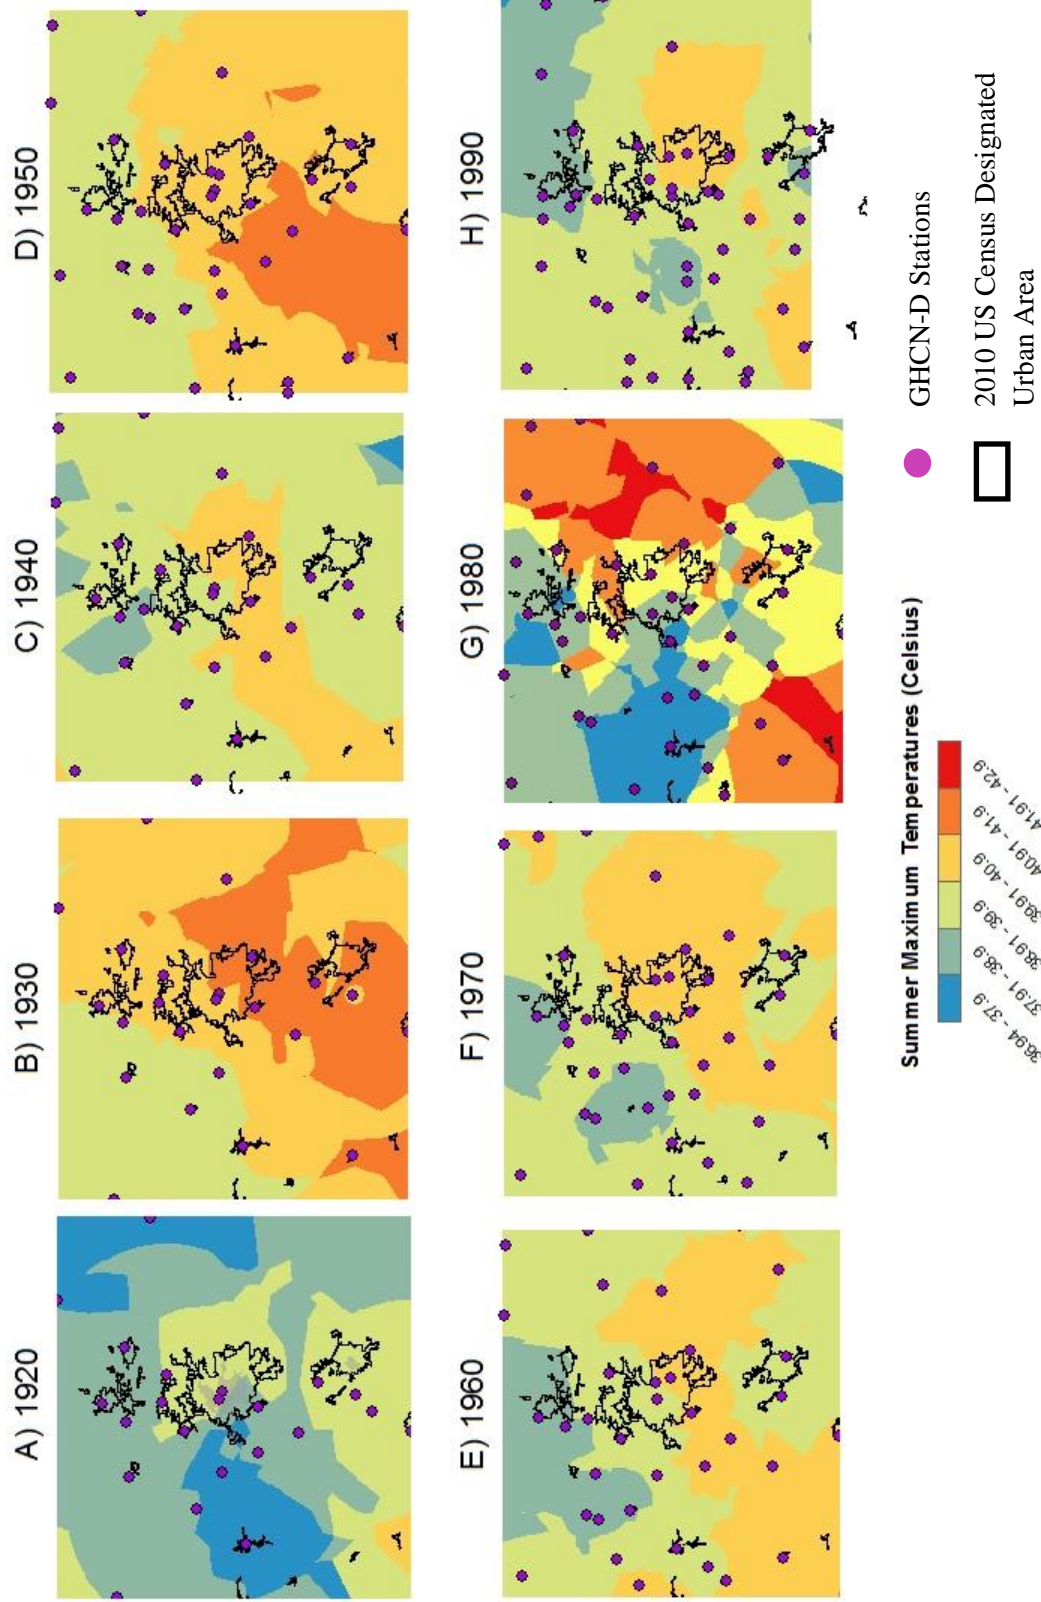 A) 1920
B) 1930
C) 1940
D) 1950
E) 1960
F) 1970
G) 1980
H) 1990
Summer Maximum Temperatures (Celsius)
36.94 - 37.9
37.91 - 38.9
38.91 - 39.9
39.91 - 40.9
40.91 - 41.9
41.91 - 42.9
GHCN-D Stations
2010 US Census Designated
Urban Area